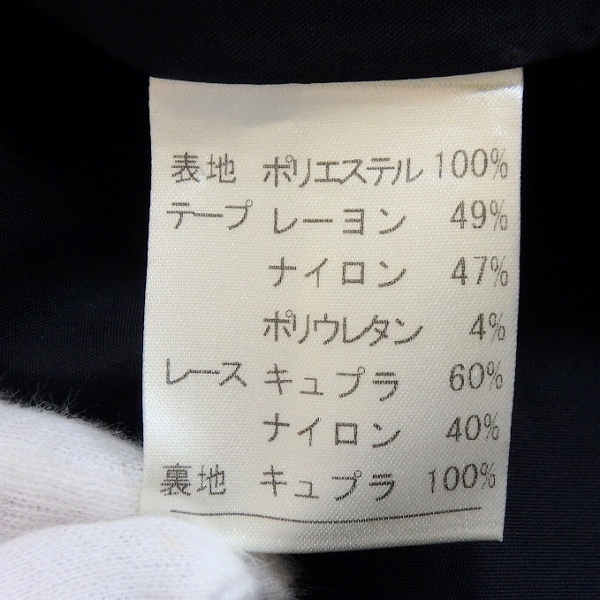 表地 ポリエステル 100%
テープ レーヨン 49%
ナイロン 47%
ポリウレタン 4%
レース キュプラ 60%
ナイロン 40%
裏地 キュプラ 100%